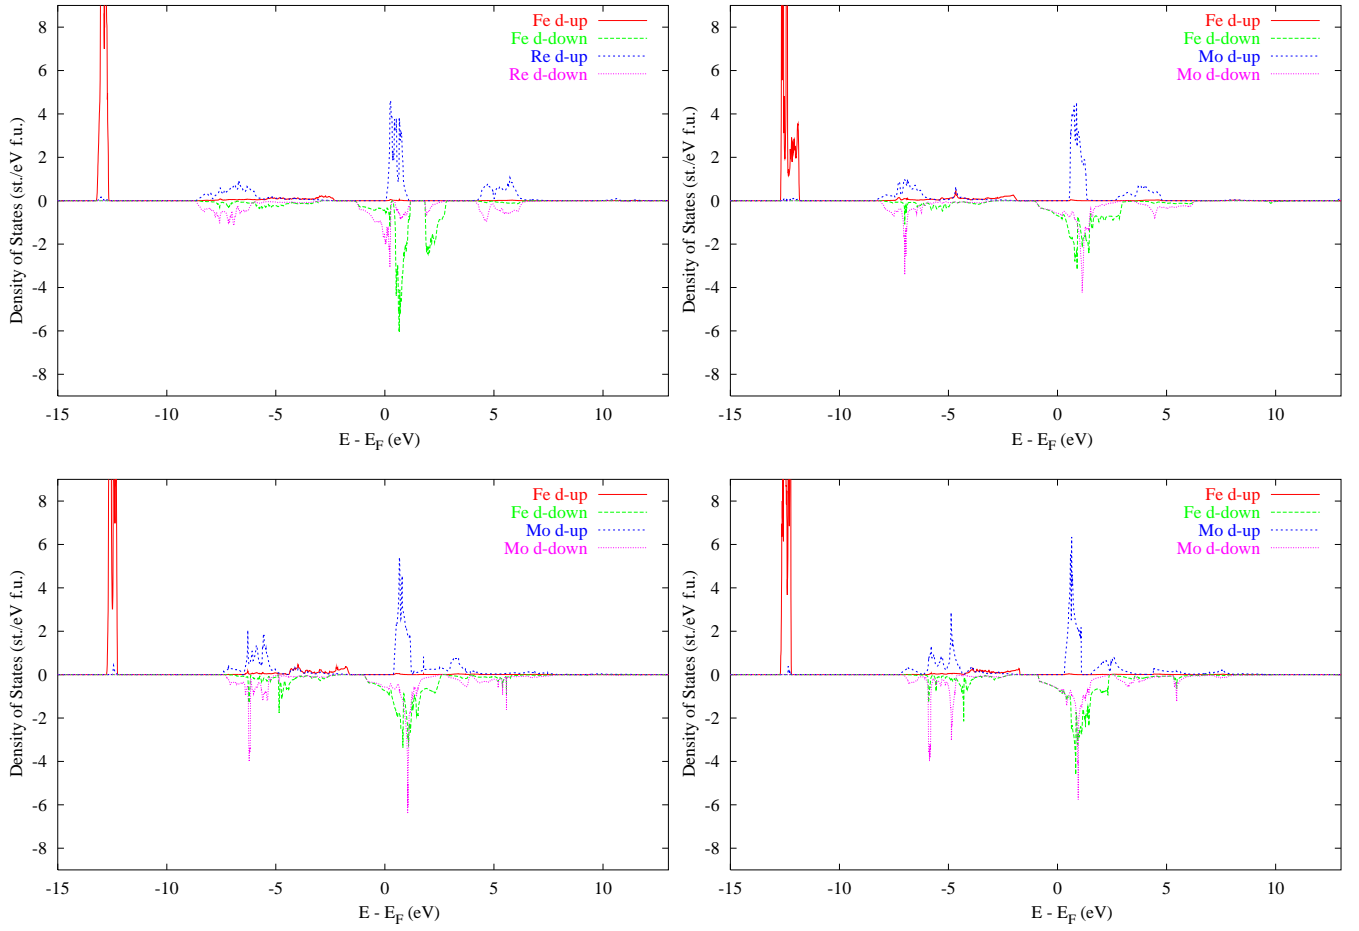 8
6
4
2
0
-2
-4
-6
-8
-15
-10
-5
0
5
10
Density of States (st./eV f.u.)
E - E_F (eV)
Fe d-up
Fe d-down
Re d-up
Re d-down
8
6
4
2
0
-2
-4
-6
-8
-15
-10
-5
0
5
10
Density of States (st./eV f.u.)
E - E_F (eV)
Fe d-up
Fe d-down
Mo d-up
Mo d-down
8
6
4
2
0
-2
-4
-6
-8
-15
-10
-5
0
5
10
Density of States (st./eV f.u.)
E - E_F (eV)
Fe d-up
Fe d-down
Mo d-up
Mo d-down
8
6
4
2
0
-2
-4
-6
-8
-15
-10
-5
0
5
10
Density of States (st./eV f.u.)
E - E_F (eV)
Fe d-up
Fe d-down
Mo d-up
Mo d-down